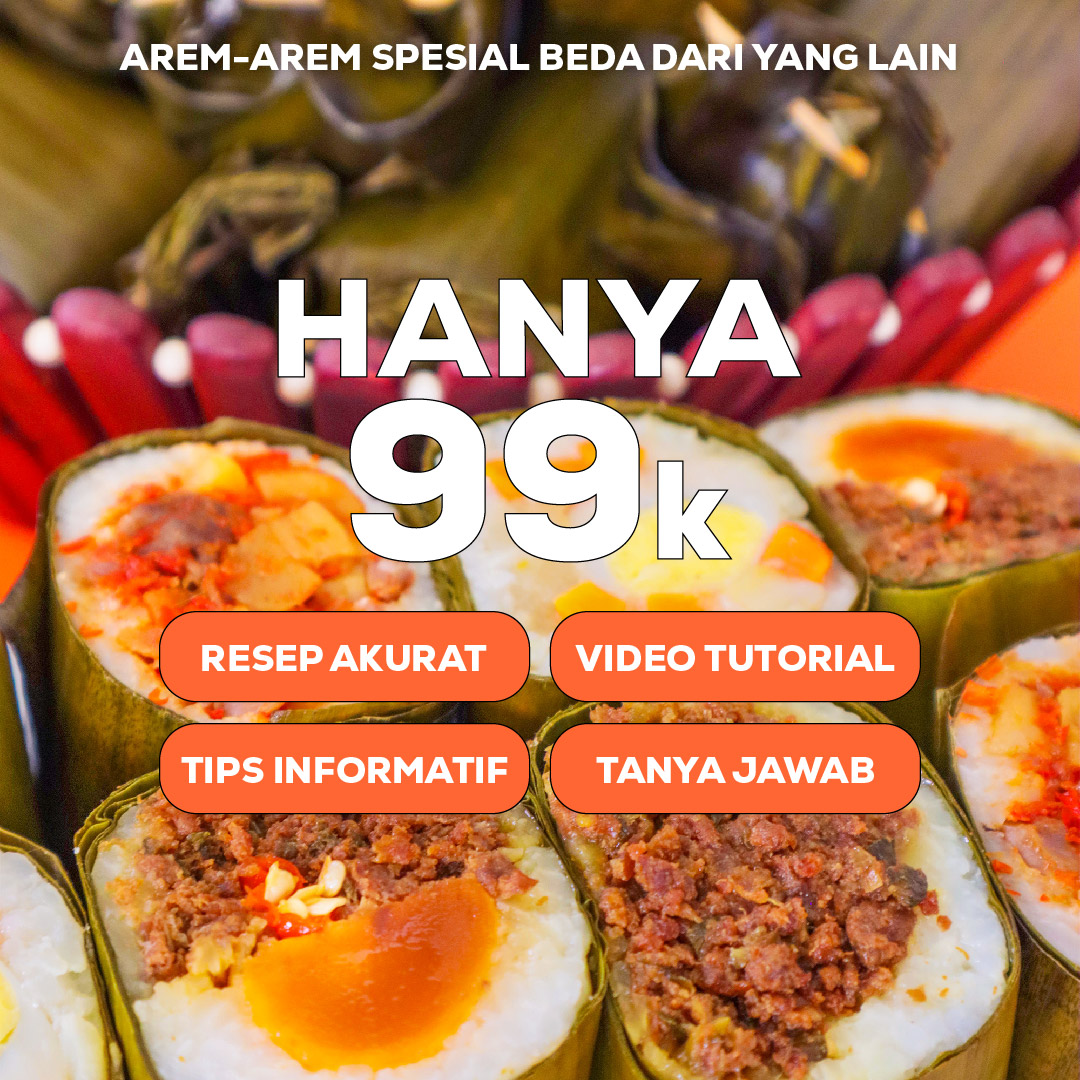 AREM-AREM SPESIAL BEDA DARI YANG LAIN
HANYA
99k
RESEP AKURAT
VIDEO TUTORIAL
TIPS INFORMATIF
TANYA JAWAB